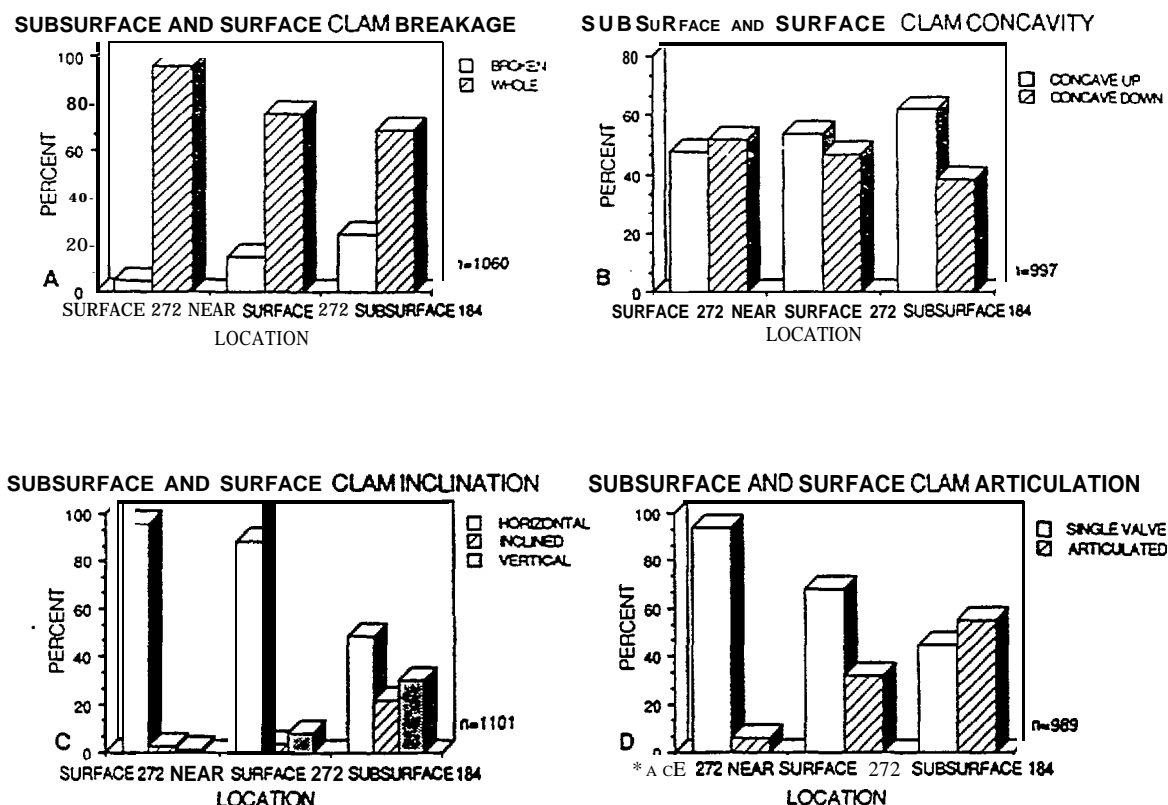 SUBSURFACE AND SURFACE CLAM BREAKAGE
100
80
60
40
20
0
PERCENT
BROKEN
WHOLE
n=1060
A
SURFACE 272 NEAR SURFACE 272 SUBSURFACE 184
LOCATION
SUBSURFACE AND SURFACE CLAM CONCAVITY
80
60
40
20
0
PERCENT
CONCAVE UP
CONCAVE DOWN
n=997
B
SURFACE 272 NEAR SURFACE 272 SUBSURFACE 184
LOCATION
SUBSURFACE AND SURFACE CLAM INCLINATION
100
80
60
40
20
0
PERCENT
HORIZONTAL
INCLINED
VERTICAL
n=1101
C
SURFACE 272 NEAR SURFACE 272 SUBSURFACE 184
LOCATION
SUBSURFACE AND SURFACE CLAM ARTICULATION
100
80
60
40
20
0
PERCENT
SINGLE VALVE
ARTICULATED
n=989
D
* A CE 272 NEAR SURFACE 272 SUBSURFACE 184
LOCATION